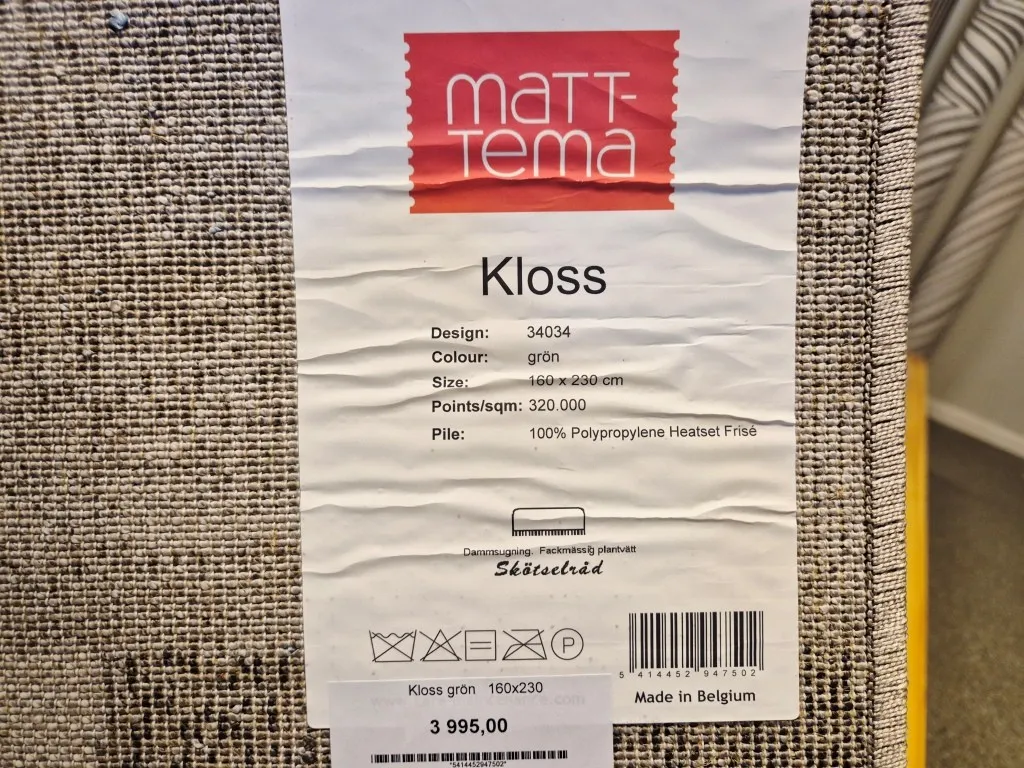 maTT-
Tema
Kloss
Design: 34034
Colour: grön
Size: 160 x 230 cm
Points/sqm: 320.000
Pile: 100% Polypropylene Heatset Frisé
Dammsugning. Fackmässig plantvätt
Skötselråd
P
5 414452 947502
Made in Belgium
Kloss grön 160x230
3 995,00
"5414452947502"